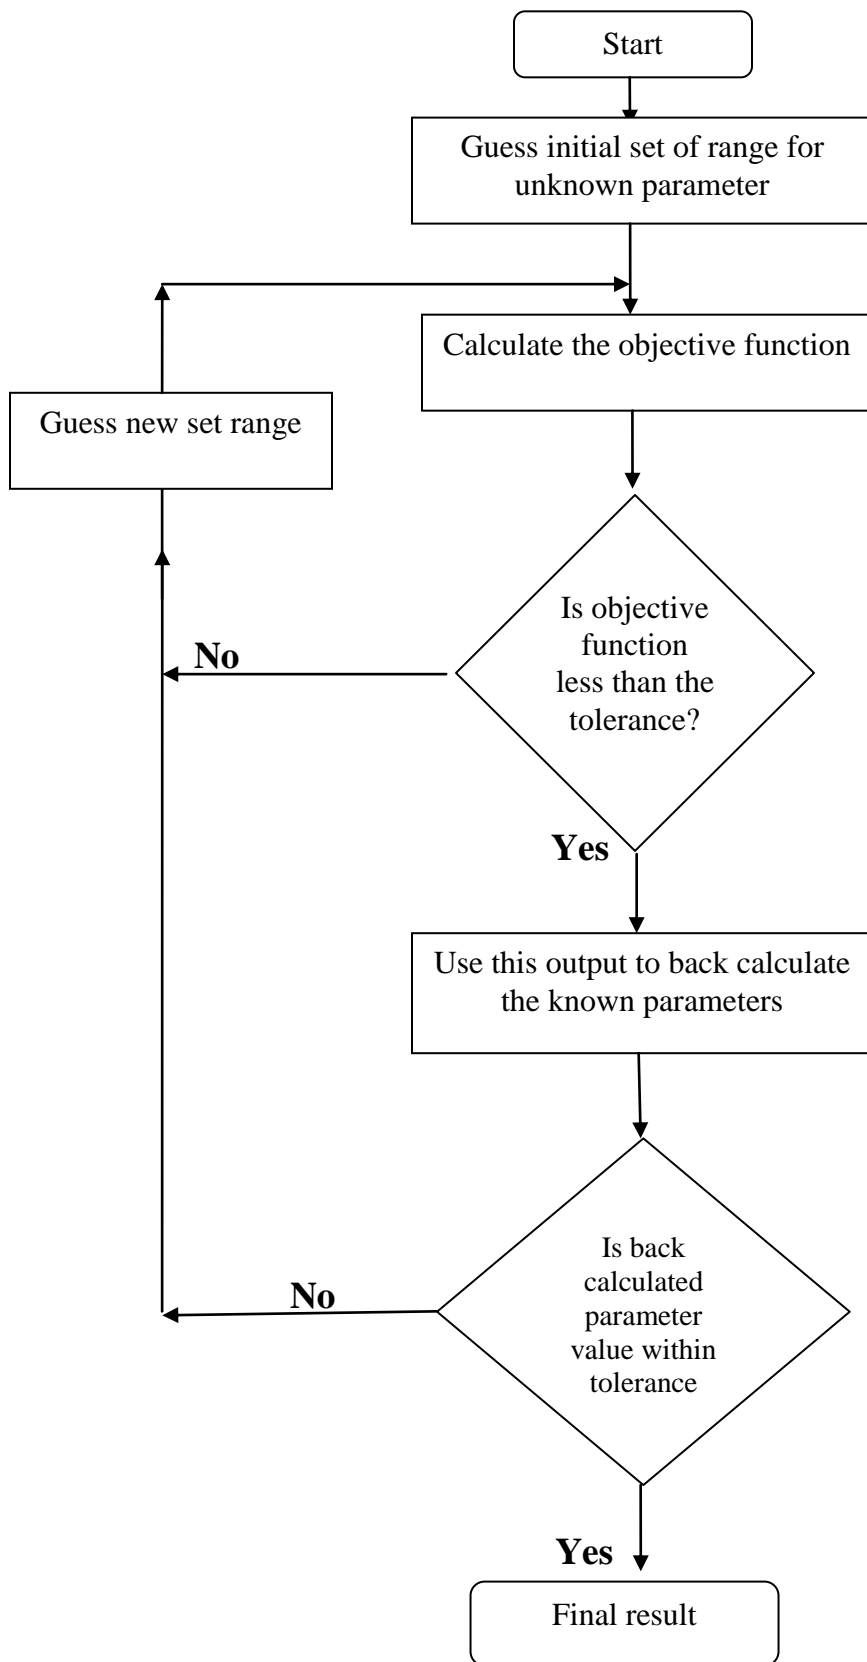 Start
Guess initial set of range for
unknown parameter
Calculate the objective function
Guess new set range
Is objective
function
less than the
tolerance?
No
Yes
Use this output to back calculate
the known parameters
Is back
calculated
parameter
value within
tolerance
No
Yes
Final result